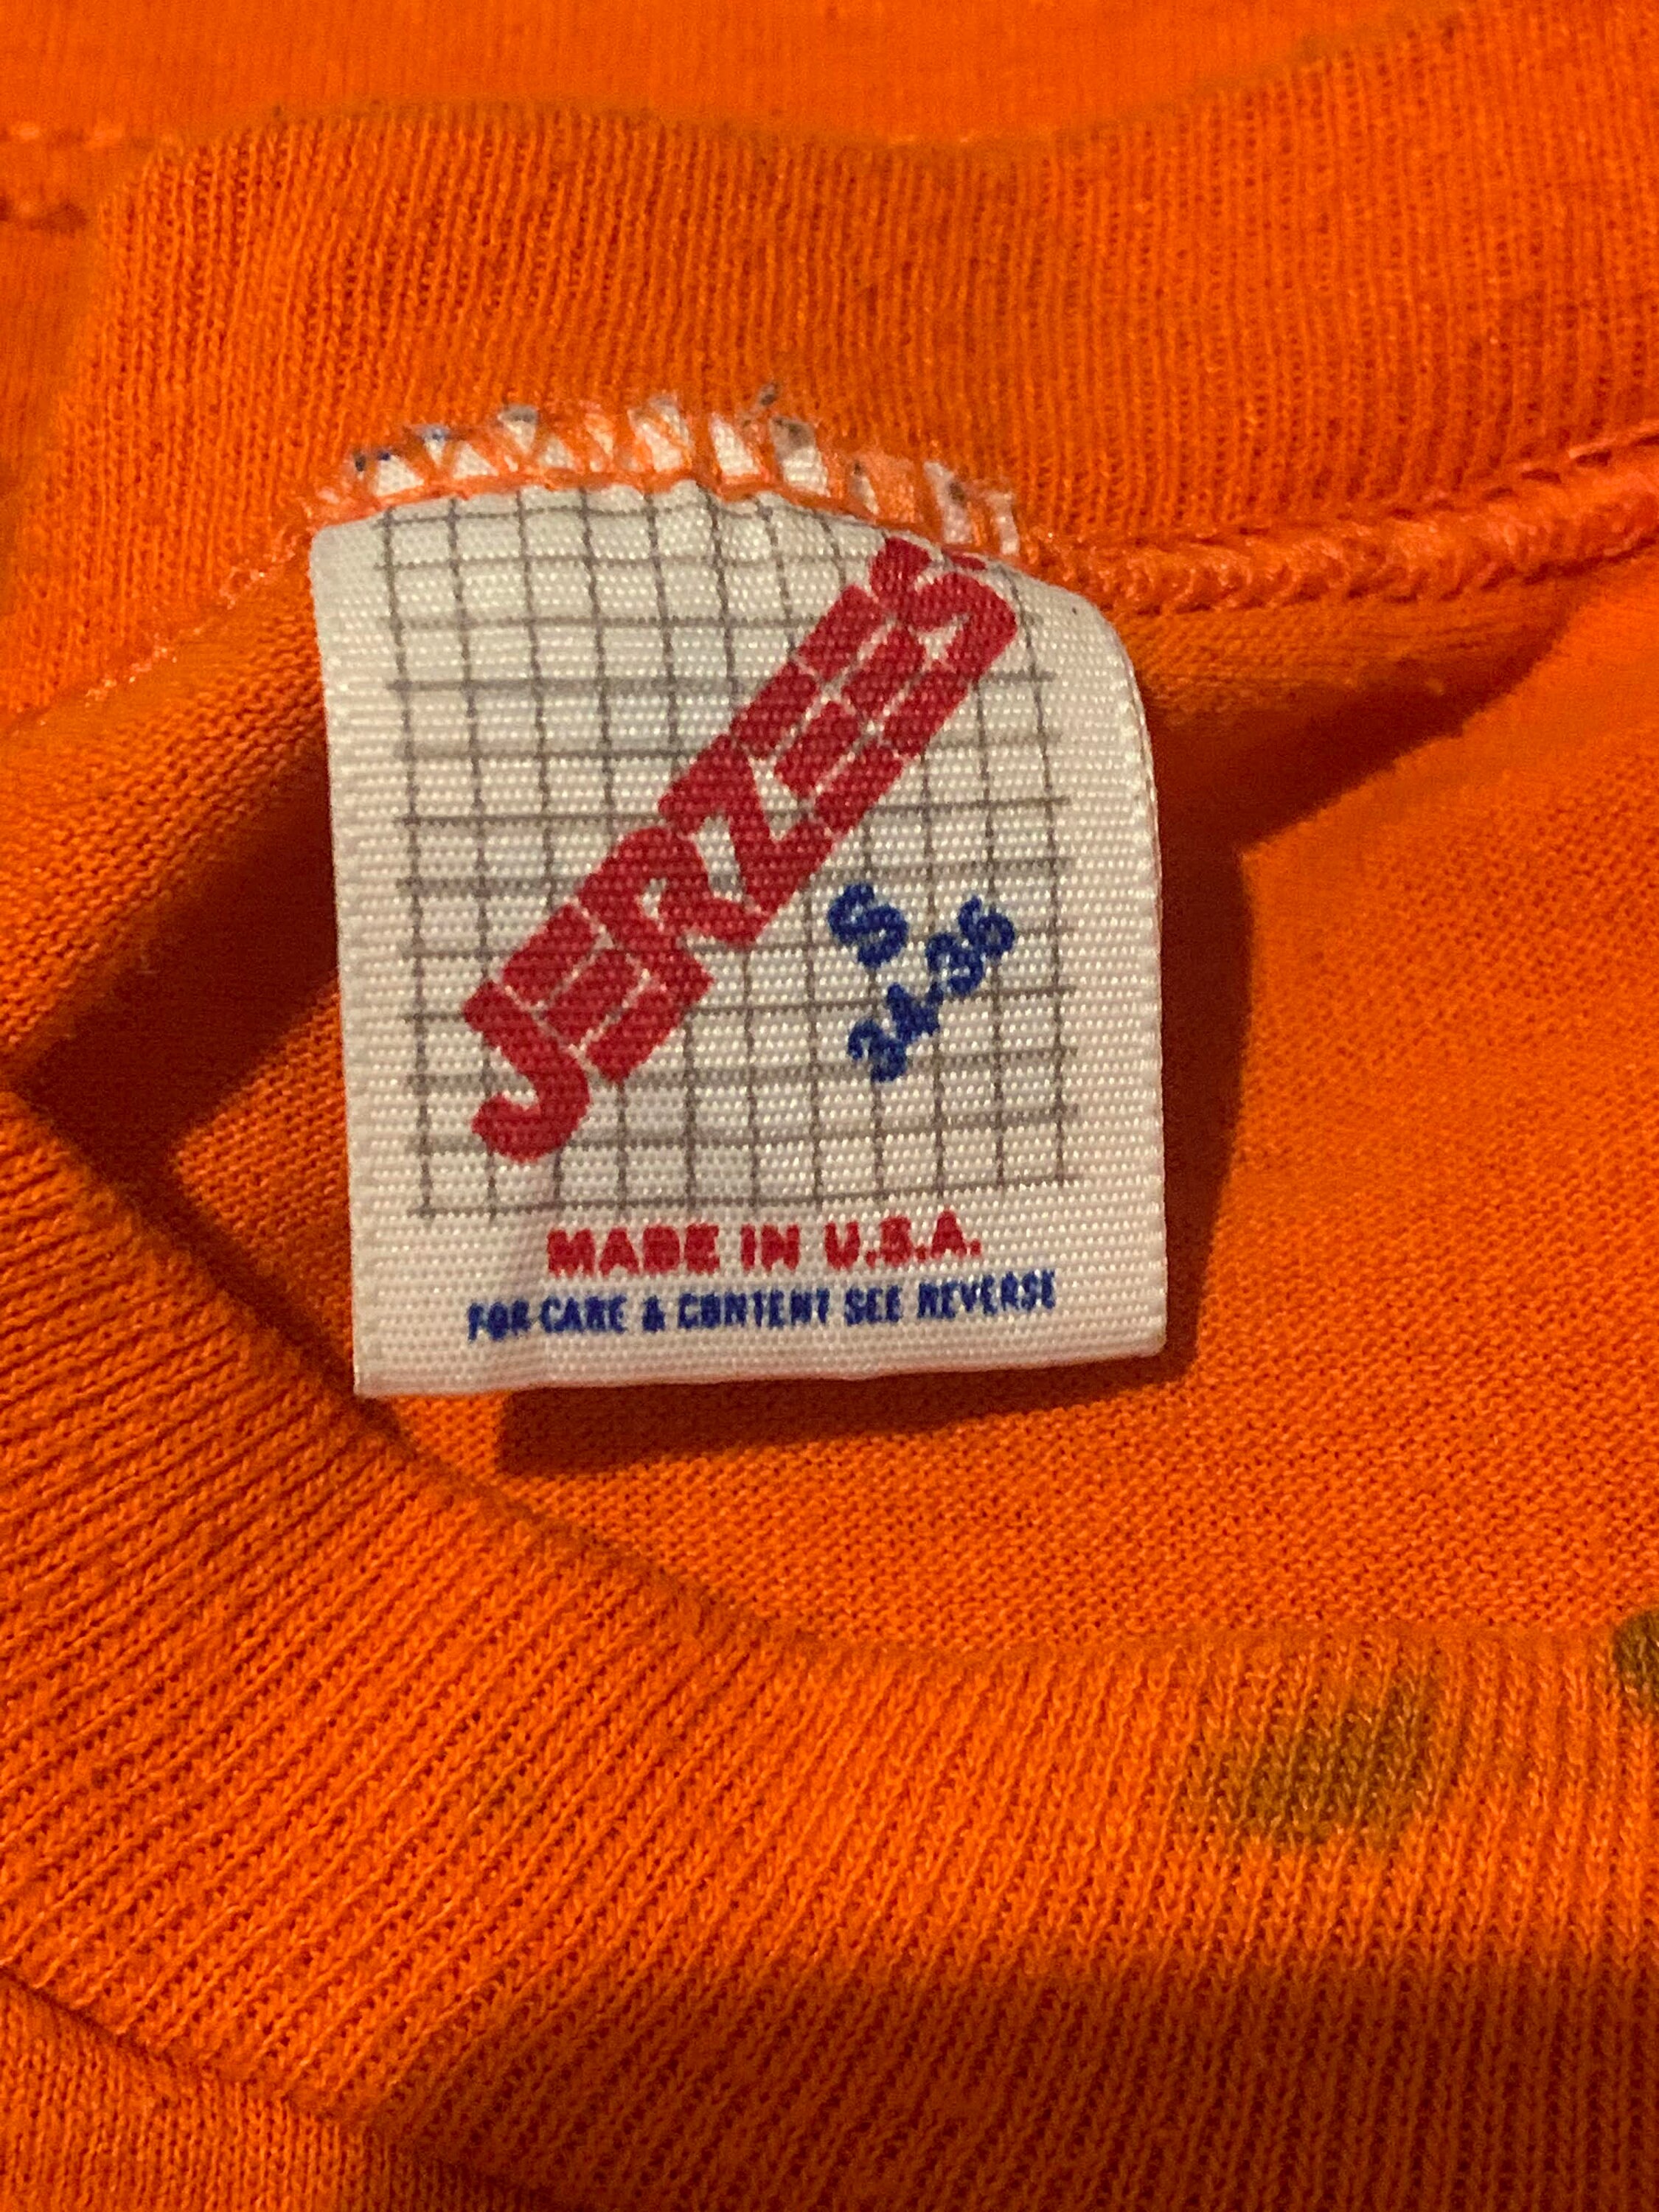 JERZEES
S
34-36
MADE IN U.S.A.
FOR CARE & CONTENT SEE REVERSE